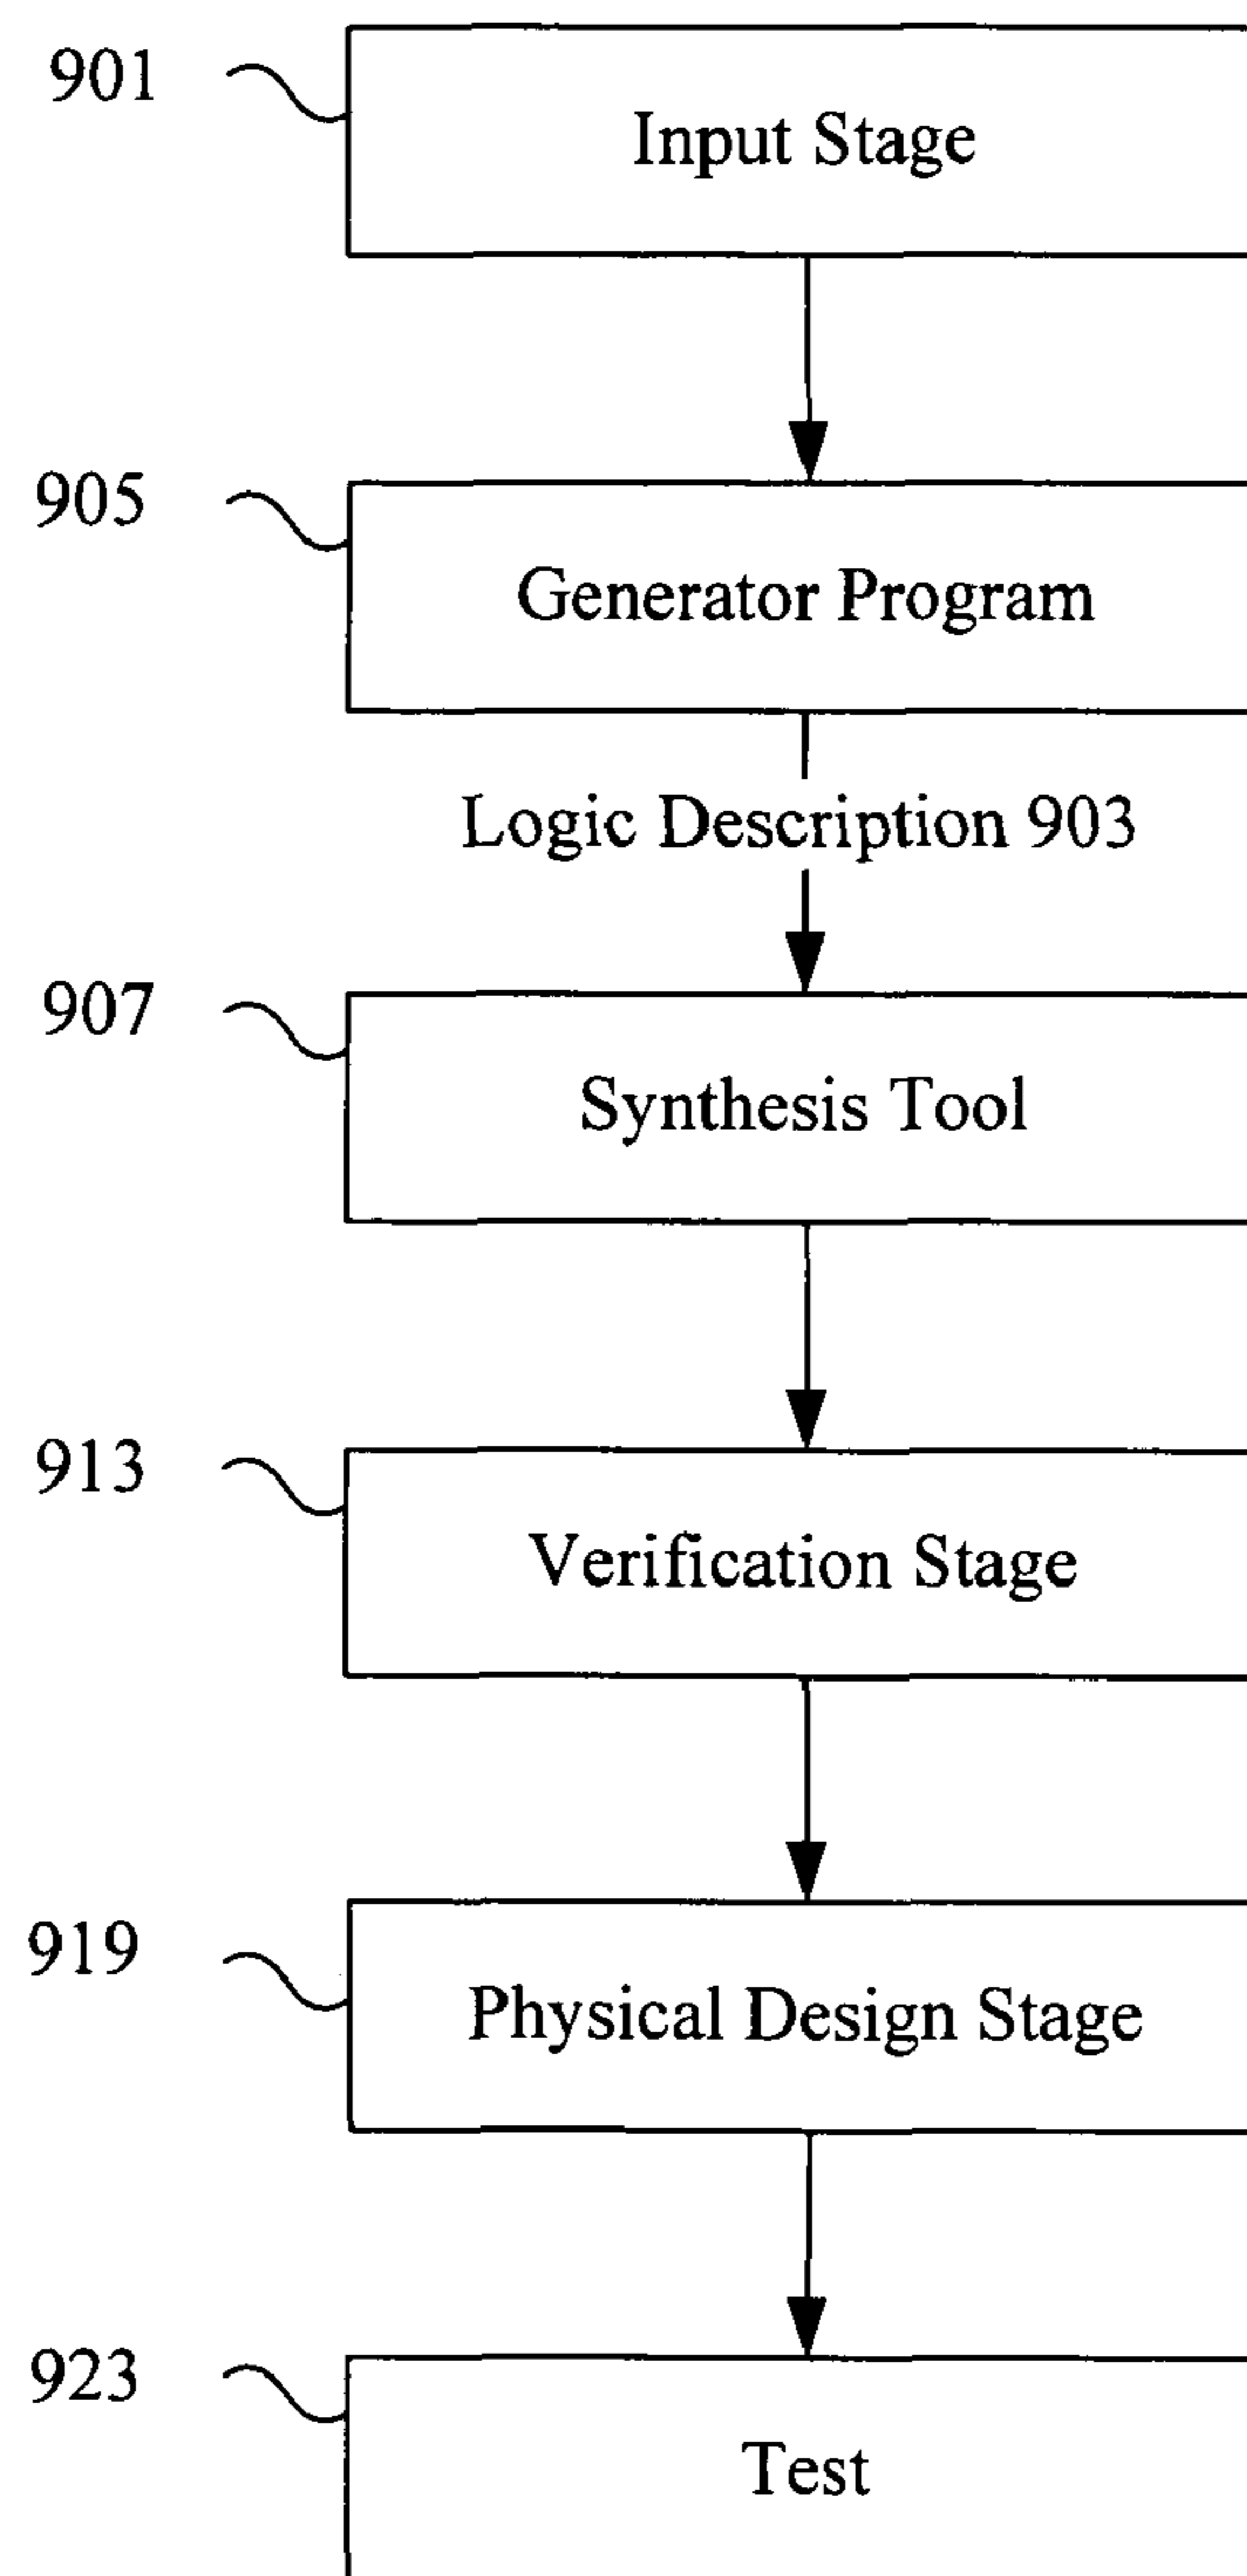 901
Input Stage
905
Generator Program
Logic Description 903
907
Synthesis Tool
913
Verification Stage
919
Physical Design Stage
923
Test